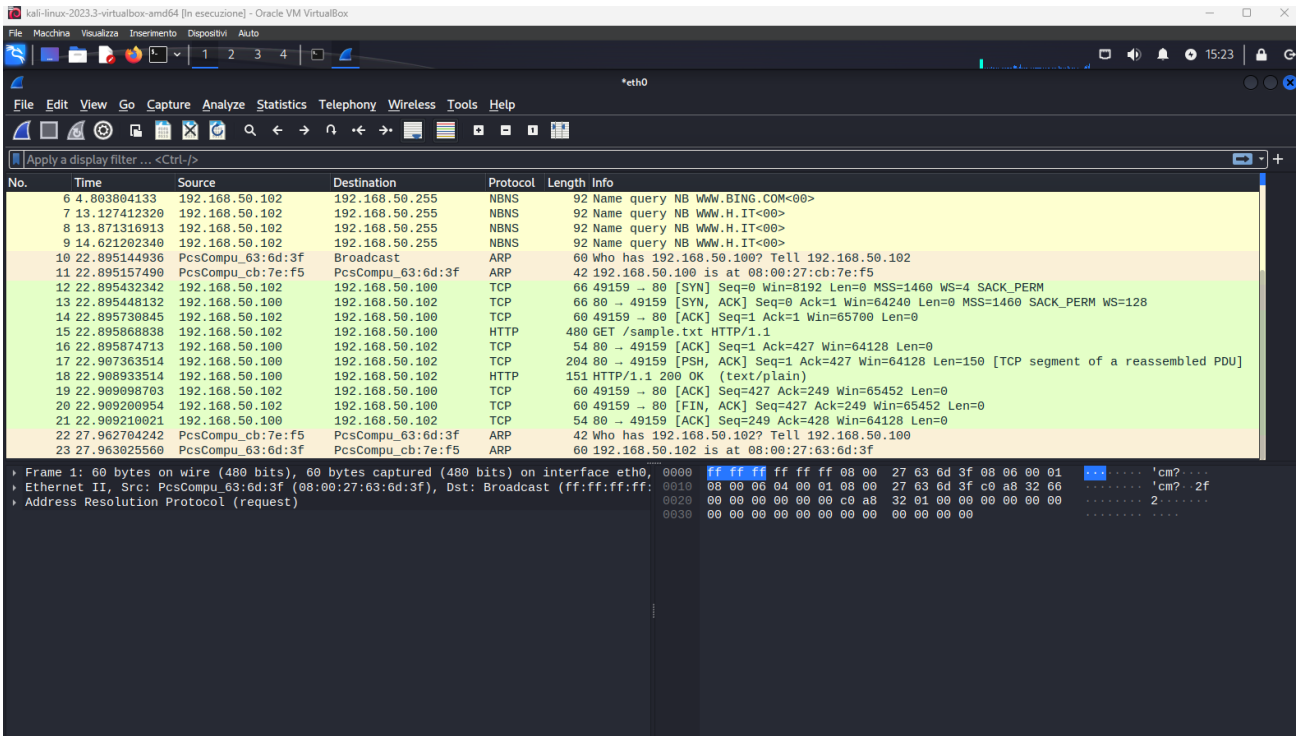 kali-linux-2023.3-virtualbox-amd64 [In esecuzione] - Oracle VM VirtualBox
File Macchina Visualizza Inserimento Dispositivi Aiuto
1 2 3 4 15:23
*eth0
File Edit View Go Capture Analyze Statistics Telephony Wireless Tools Help
Apply a display filter ... <Ctrl-/>
No. Time Source Destination Protocol Length Info
6 4.803804133 192.168.50.102 192.168.50.255 NBNS 92 Name query NB WWW.BING.COM<00>
7 13.127412320 192.168.50.102 192.168.50.255 NBNS 92 Name query NB WWW.H.IT<00>
8 13.871316913 192.168.50.102 192.168.50.255 NBNS 92 Name query NB WWW.H.IT<00>
9 14.621202340 192.168.50.102 192.168.50.255 NBNS 92 Name query NB WWW.H.IT<00>
10 22.895144936 PcsCompu_63:6d:3f Broadcast ARP 60 Who has 192.168.50.100? Tell 192.168.50.102
11 22.895157490 PcsCompu_cb:7e:f5 PcsCompu_63:6d:3f ARP 42 192.168.50.100 is at 08:00:27:cb:7e:f5
12 22.895432342 192.168.50.102 192.168.50.100 TCP 66 49159 → 80 [SYN] Seq=0 Win=8192 Len=0 MSS=1460 WS=4 SACK_PERM
13 22.895448132 192.168.50.100 192.168.50.102 TCP 66 80 → 49159 [SYN, ACK] Seq=0 Ack=1 Win=64240 Len=0 MSS=1460 SACK_PERM WS=128
14 22.895730845 192.168.50.102 192.168.50.100 TCP 60 49159 → 80 [ACK] Seq=1 Ack=1 Win=65700 Len=0
15 22.895868838 192.168.50.102 192.168.50.100 HTTP 480 GET /sample.txt HTTP/1.1
16 22.895874713 192.168.50.100 192.168.50.102 TCP 54 80 → 49159 [ACK] Seq=1 Ack=427 Win=64128 Len=0
17 22.907363514 192.168.50.100 192.168.50.102 TCP 204 80 → 49159 [PSH, ACK] Seq=1 Ack=427 Win=64128 Len=150 [TCP segment of a reassembled PDU]
18 22.908933514 192.168.50.100 192.168.50.102 HTTP 151 HTTP/1.1 200 OK (text/plain)
19 22.909098703 192.168.50.102 192.168.50.100 TCP 60 49159 → 80 [ACK] Seq=427 Ack=249 Win=65452 Len=0
20 22.909200954 192.168.50.102 192.168.50.100 TCP 60 49159 → 80 [FIN, ACK] Seq=427 Ack=249 Win=65452 Len=0
21 22.909210021 192.168.50.100 192.168.50.102 TCP 54 80 → 49159 [ACK] Seq=249 Ack=428 Win=64128 Len=0
22 27.962704242 PcsCompu_cb:7e:f5 PcsCompu_63:6d:3f ARP 42 Who has 192.168.50.102? Tell 192.168.50.100
23 27.963025560 PcsCompu_63:6d:3f PcsCompu_cb:7e:f5 ARP 60 192.168.50.102 is at 08:00:27:63:6d:3f
Frame 1: 60 bytes on wire (480 bits), 60 bytes captured (480 bits) on interface eth0,
Ethernet II, Src: PcsCompu_63:6d:3f (08:00:27:63:6d:3f), Dst: Broadcast (ff:ff:ff:ff:
Address Resolution Protocol (request)
0000 ff ff ff ff ff ff 08 00 27 63 6d 3f 08 06 00 01 ········ 'cm?····
0010 08 00 06 04 00 01 08 00 27 63 6d 3f c0 a8 32 66 ········ 'cm?··2f
0020 00 00 00 00 00 00 c0 a8 32 01 00 00 00 00 00 00 ········ 2·······
0030 00 00 00 00 00 00 00 00 00 00 00 00 ········ ····